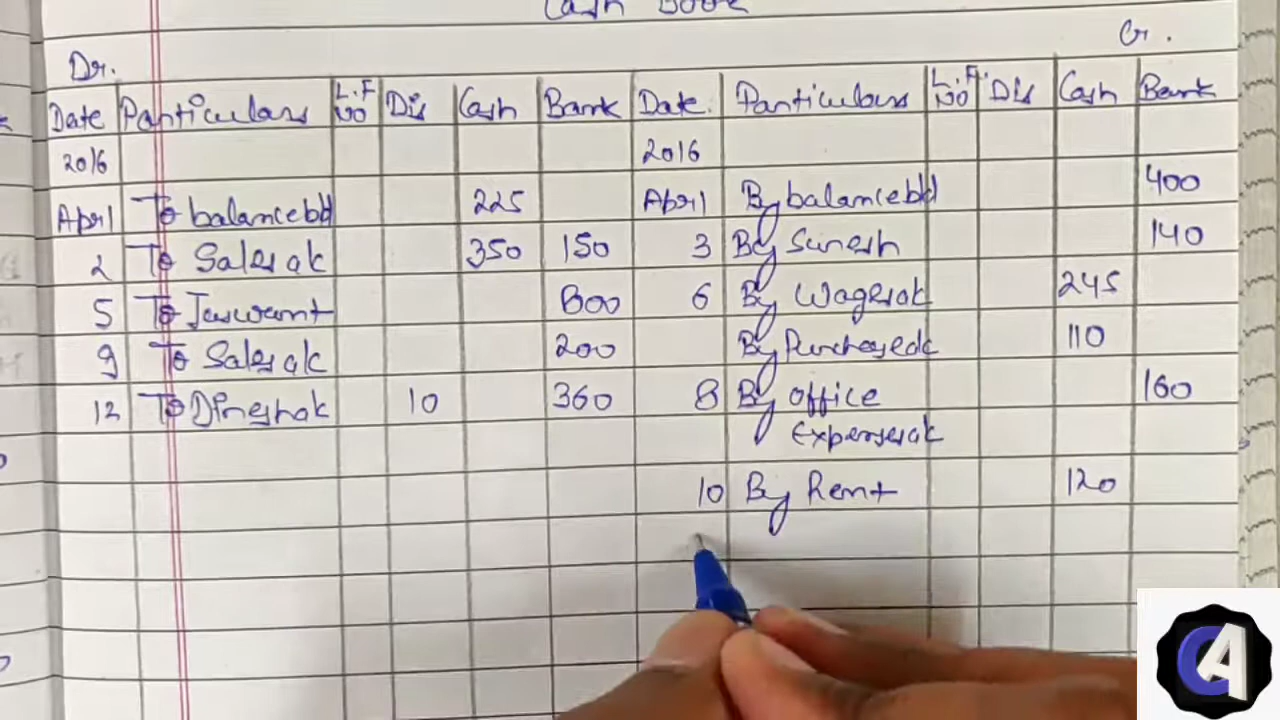 Cash Book
Dr. Cr.
Date Particulars L.F No Dis Cash Bank Date Particulars L.F. No Dis Cash Bank
2016 2016
April To balance b/d 225 April By balance b/d 400
2 To Sales a/c 350 150 3 By Suresh 140
5 To Jaswant 800 6 By Wages a/c 245
9 To Sales a/c 200 By Purchase a/c 110
12 To Dinesh a/c 10 360 8 By office 160
Expenses a/c
10 By Rent 120
CA